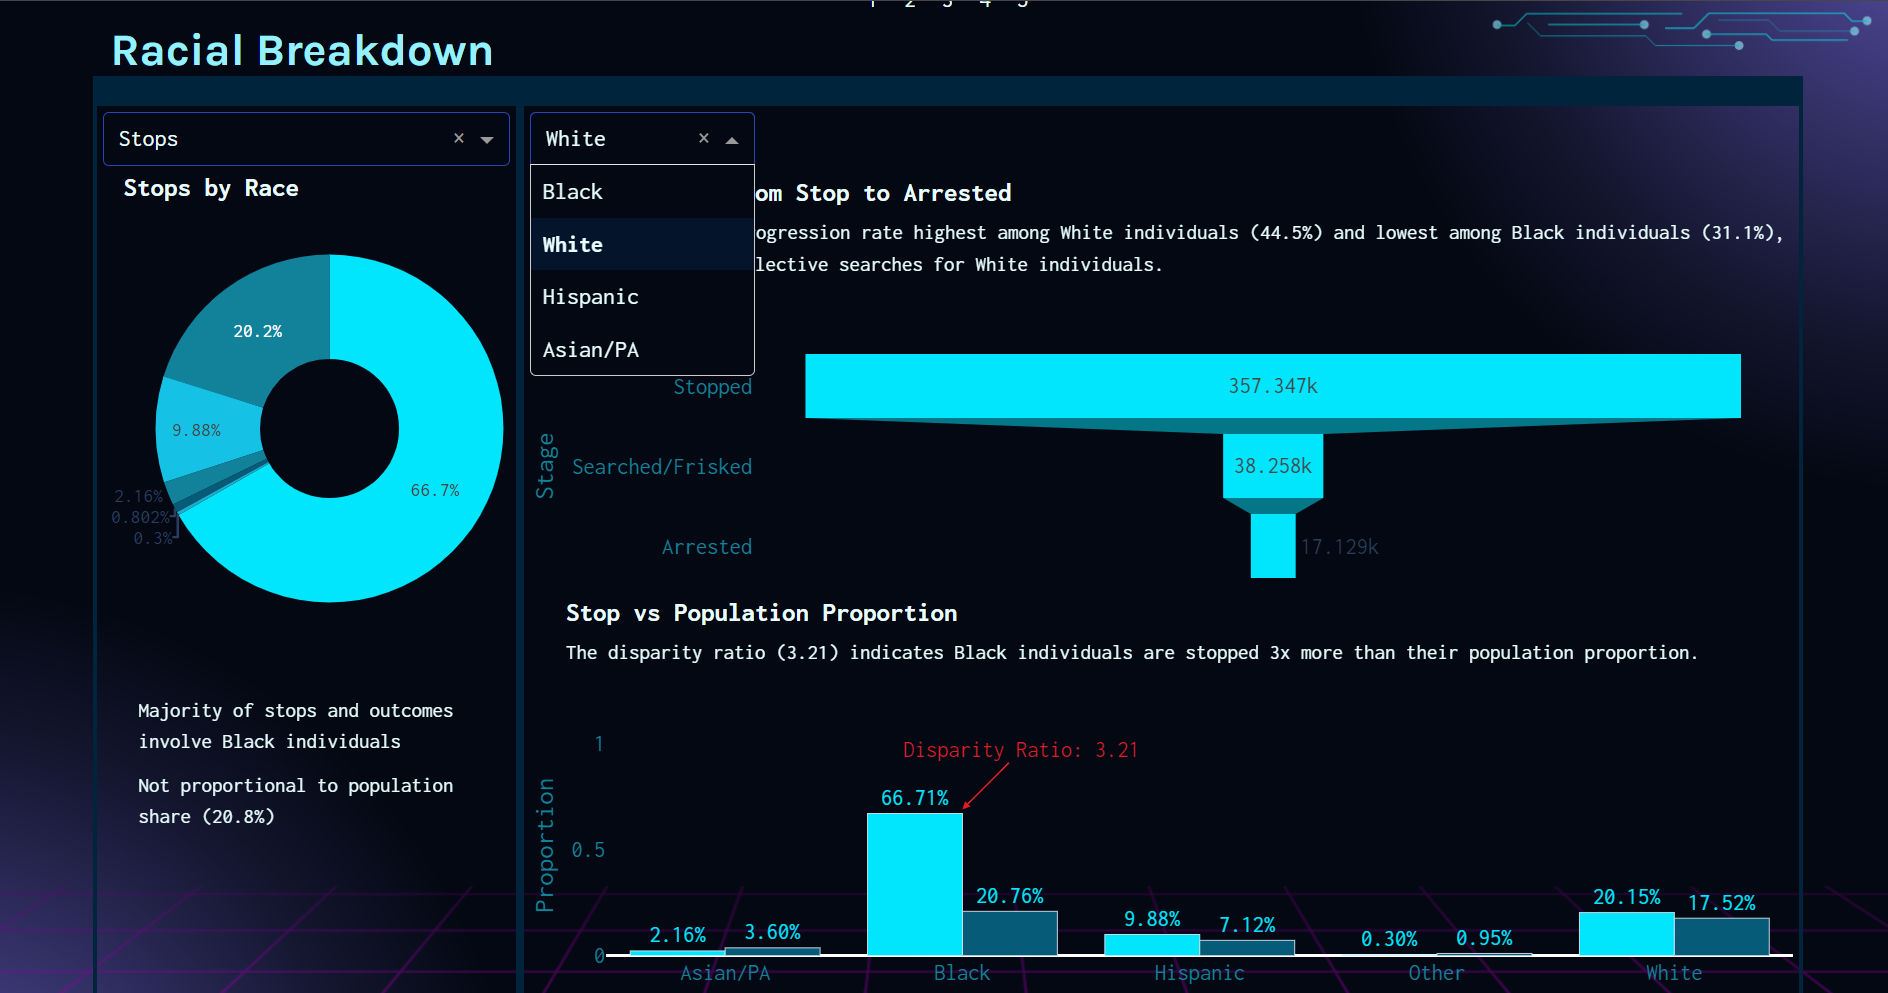 1 2 3 4 5
Racial Breakdown
Stops ×
Stops by Race
20.2%
9.88%
66.7%
2.16%
0.802%
0.3%
Majority of stops and outcomes
involve Black individuals
Not proportional to population
share (20.8%)
White ×
Black
White
Hispanic
Asian/PA
Stop to Arrested
rate highest among White individuals (44.5%) and lowest among Black individuals (31.1%),
searches for White individuals.
Stage
Stopped
357.347k
Searched/Frisked
38.258k
Arrested
17.129k
Stop vs Population Proportion
The disparity ratio (3.21) indicates Black individuals are stopped 3x more than their population proportion.
Proportion
1
0.5
0
Disparity Ratio: 3.21
2.16% 3.60%
66.71% 20.76%
9.88% 7.12%
0.30% 0.95%
20.15% 17.52%
Asian/PA Black Hispanic Other White